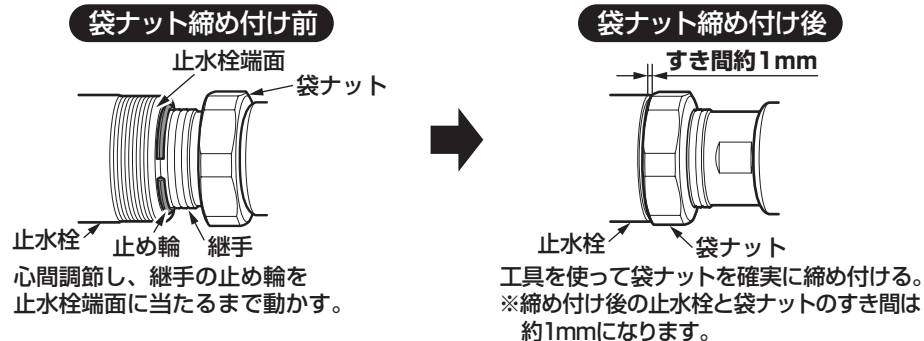 袋ナット締め付け前
止水栓端面
袋ナット
止水栓
止め輪
継手
心間調節し、継手の止め輪を
止水栓端面に当たるまで動かす。
袋ナット締め付け後
すき間約1mm
止水栓
袋ナット
工具を使って袋ナットを確実に締め付ける。
※締め付け後の止水栓と袋ナットのすき間は
約1mmになります。